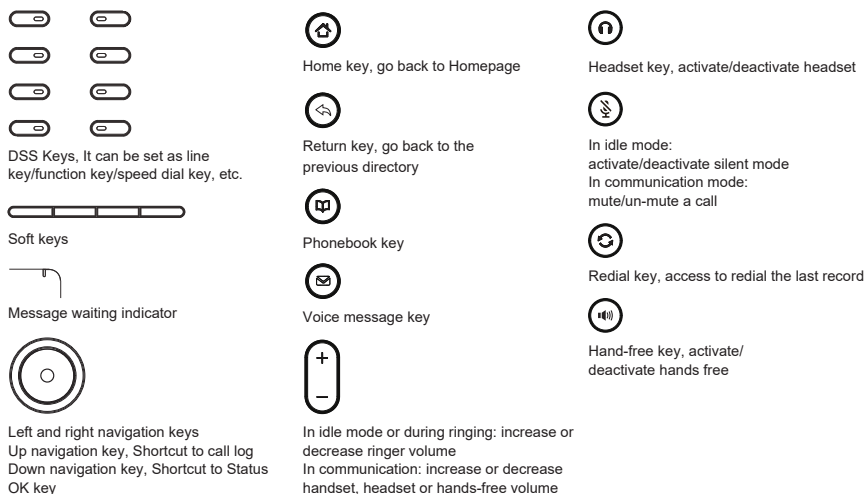 DSS Keys, It can be set as line
key/function key/speed dial key, etc.
Soft keys
Message waiting indicator
Left and right navigation keys
Up navigation key, Shortcut to call log
Down navigation key, Shortcut to Status
OK key
Home key, go back to Homepage
Return key, go back to the
previous directory
Phonebook key
Voice message key
In idle mode or during ringing: increase or
decrease ringer volume
In communication: increase or decrease
handset, headset or hands-free volume
Headset key, activate/deactivate headset
In idle mode:
activate/deactivate silent mode
In communication mode:
mute/un-mute a call
Redial key, access to redial the last record
Hand-free key, activate/
deactivate hands free